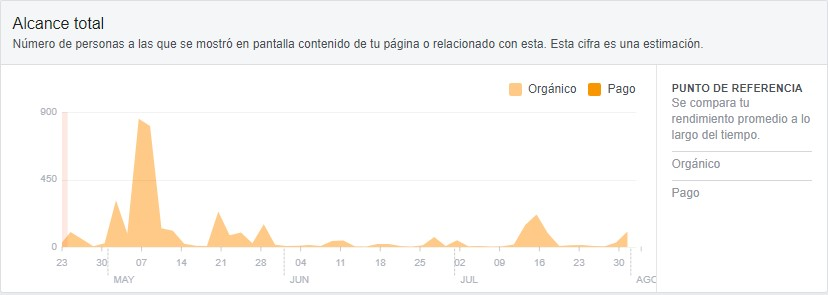 Alcance total
Número de personas a las que se mostró en pantalla contenido de tu página o relacionado con esta. Esta cifra es una estimación.
Orgánico Pago
900
450
0
23 30 07 14 21 28 04 11 18 25 02 09 16 23 30
MAY JUN JUL AGO
PUNTO DE REFERENCIA
Se compara tu
rendimiento promedio a lo
largo del tiempo.
Orgánico
Pago